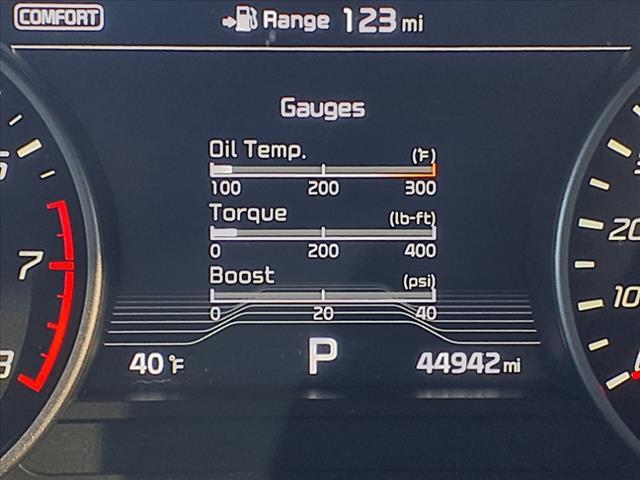 COMFORT
Range 123 mi
Gauges
Oil Temp. (°F)
100 200 300
Torque (lb-ft)
0 200 400
Boost (psi)
0 20 40
40 °F P 44942 mi
7
20
10